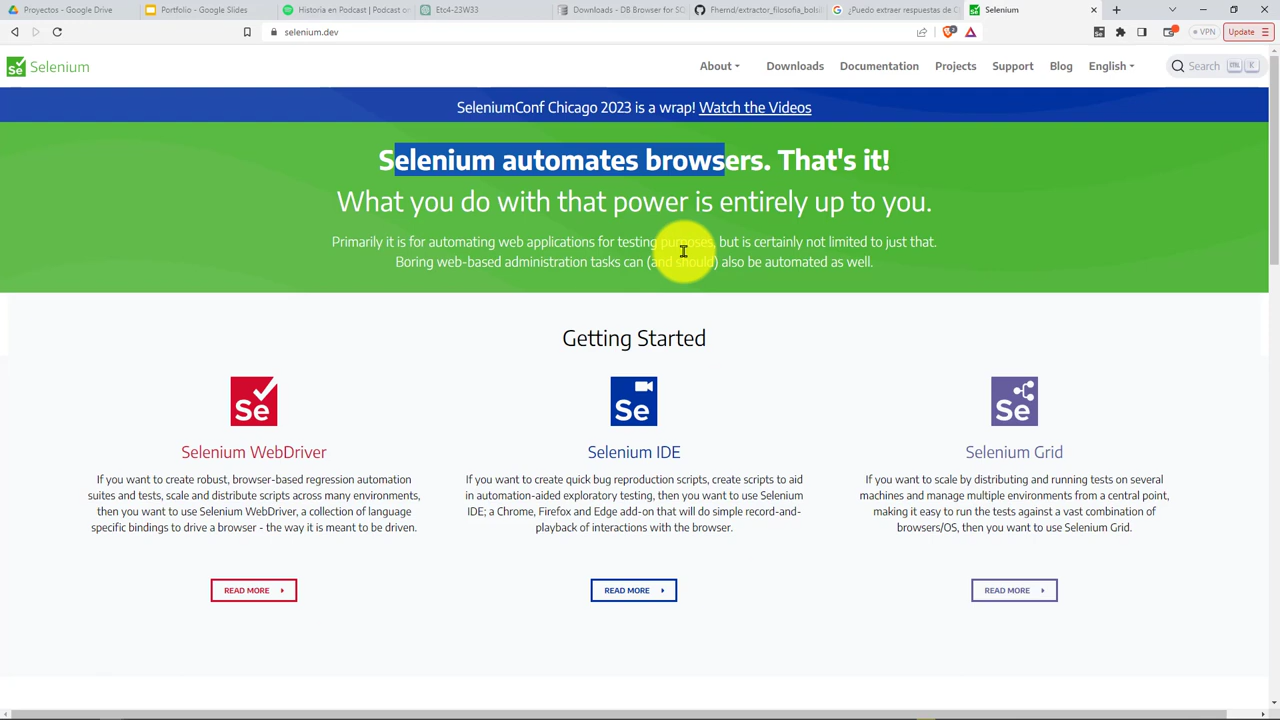 Proyectos - Google Drive
Portfolio - Google Slides
Historia en Podcast | Podcast o
Etc4-23W33
Downloads - DB Browser for SQ
Fhernd/extractor_filosofia_bolsil
¿Puedo extraer respuestas de C
Selenium
selenium.dev
VPN
Update
Selenium
About
Downloads
Documentation
Projects
Support
Blog
English
Search
K
SeleniumConf Chicago 2023 is a wrap! Watch the Videos
Selenium automates browsers. That's it!
What you do with that power is entirely up to you.
Primarily it is for automating web applications for testing purposes, but is certainly not limited to just that.
Boring web-based administration tasks can (and should) also be automated as well.
Getting Started
Se
Selenium WebDriver
If you want to create robust, browser-based regression automation
suites and tests, scale and distribute scripts across many environments,
then you want to use Selenium WebDriver, a collection of language
specific bindings to drive a browser - the way it is meant to be driven.
READ MORE
Se
Selenium IDE
If you want to create quick bug reproduction scripts, create scripts to aid
in automation-aided exploratory testing, then you want to use Selenium
IDE; a Chrome, Firefox and Edge add-on that will do simple record-and-
playback of interactions with the browser.
READ MORE
Se
Selenium Grid
If you want to scale by distributing and running tests on several
machines and manage multiple environments from a central point,
making it easy to run the tests against a vast combination of
browsers/OS, then you want to use Selenium Grid.
READ MORE